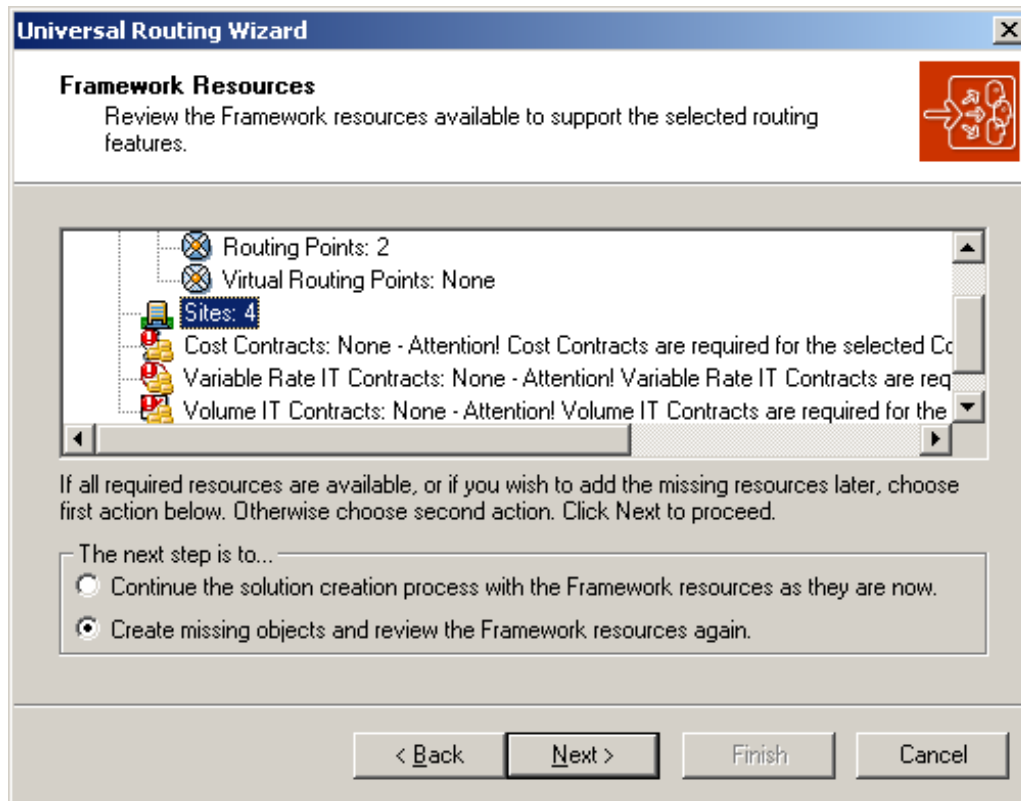 Universal Routing Wizard
Framework Resources
Review the Framework resources available to support the selected routing
features.
Routing Points: 2
Virtual Routing Points: None
Sites: 4
Cost Contracts: None - Attention! Cost Contracts are required for the selected Co
Variable Rate IT Contracts: None - Attention! Variable Rate IT Contracts are req
Volume IT Contracts: None - Attention! Volume IT Contracts are required for the
If all required resources are available, or if you wish to add the missing resources later, choose
first action below. Otherwise choose second action. Click Next to proceed.
The next step is to...
Continue the solution creation process with the Framework resources as they are now.
Create missing objects and review the Framework resources again.
< Back Next > Finish Cancel